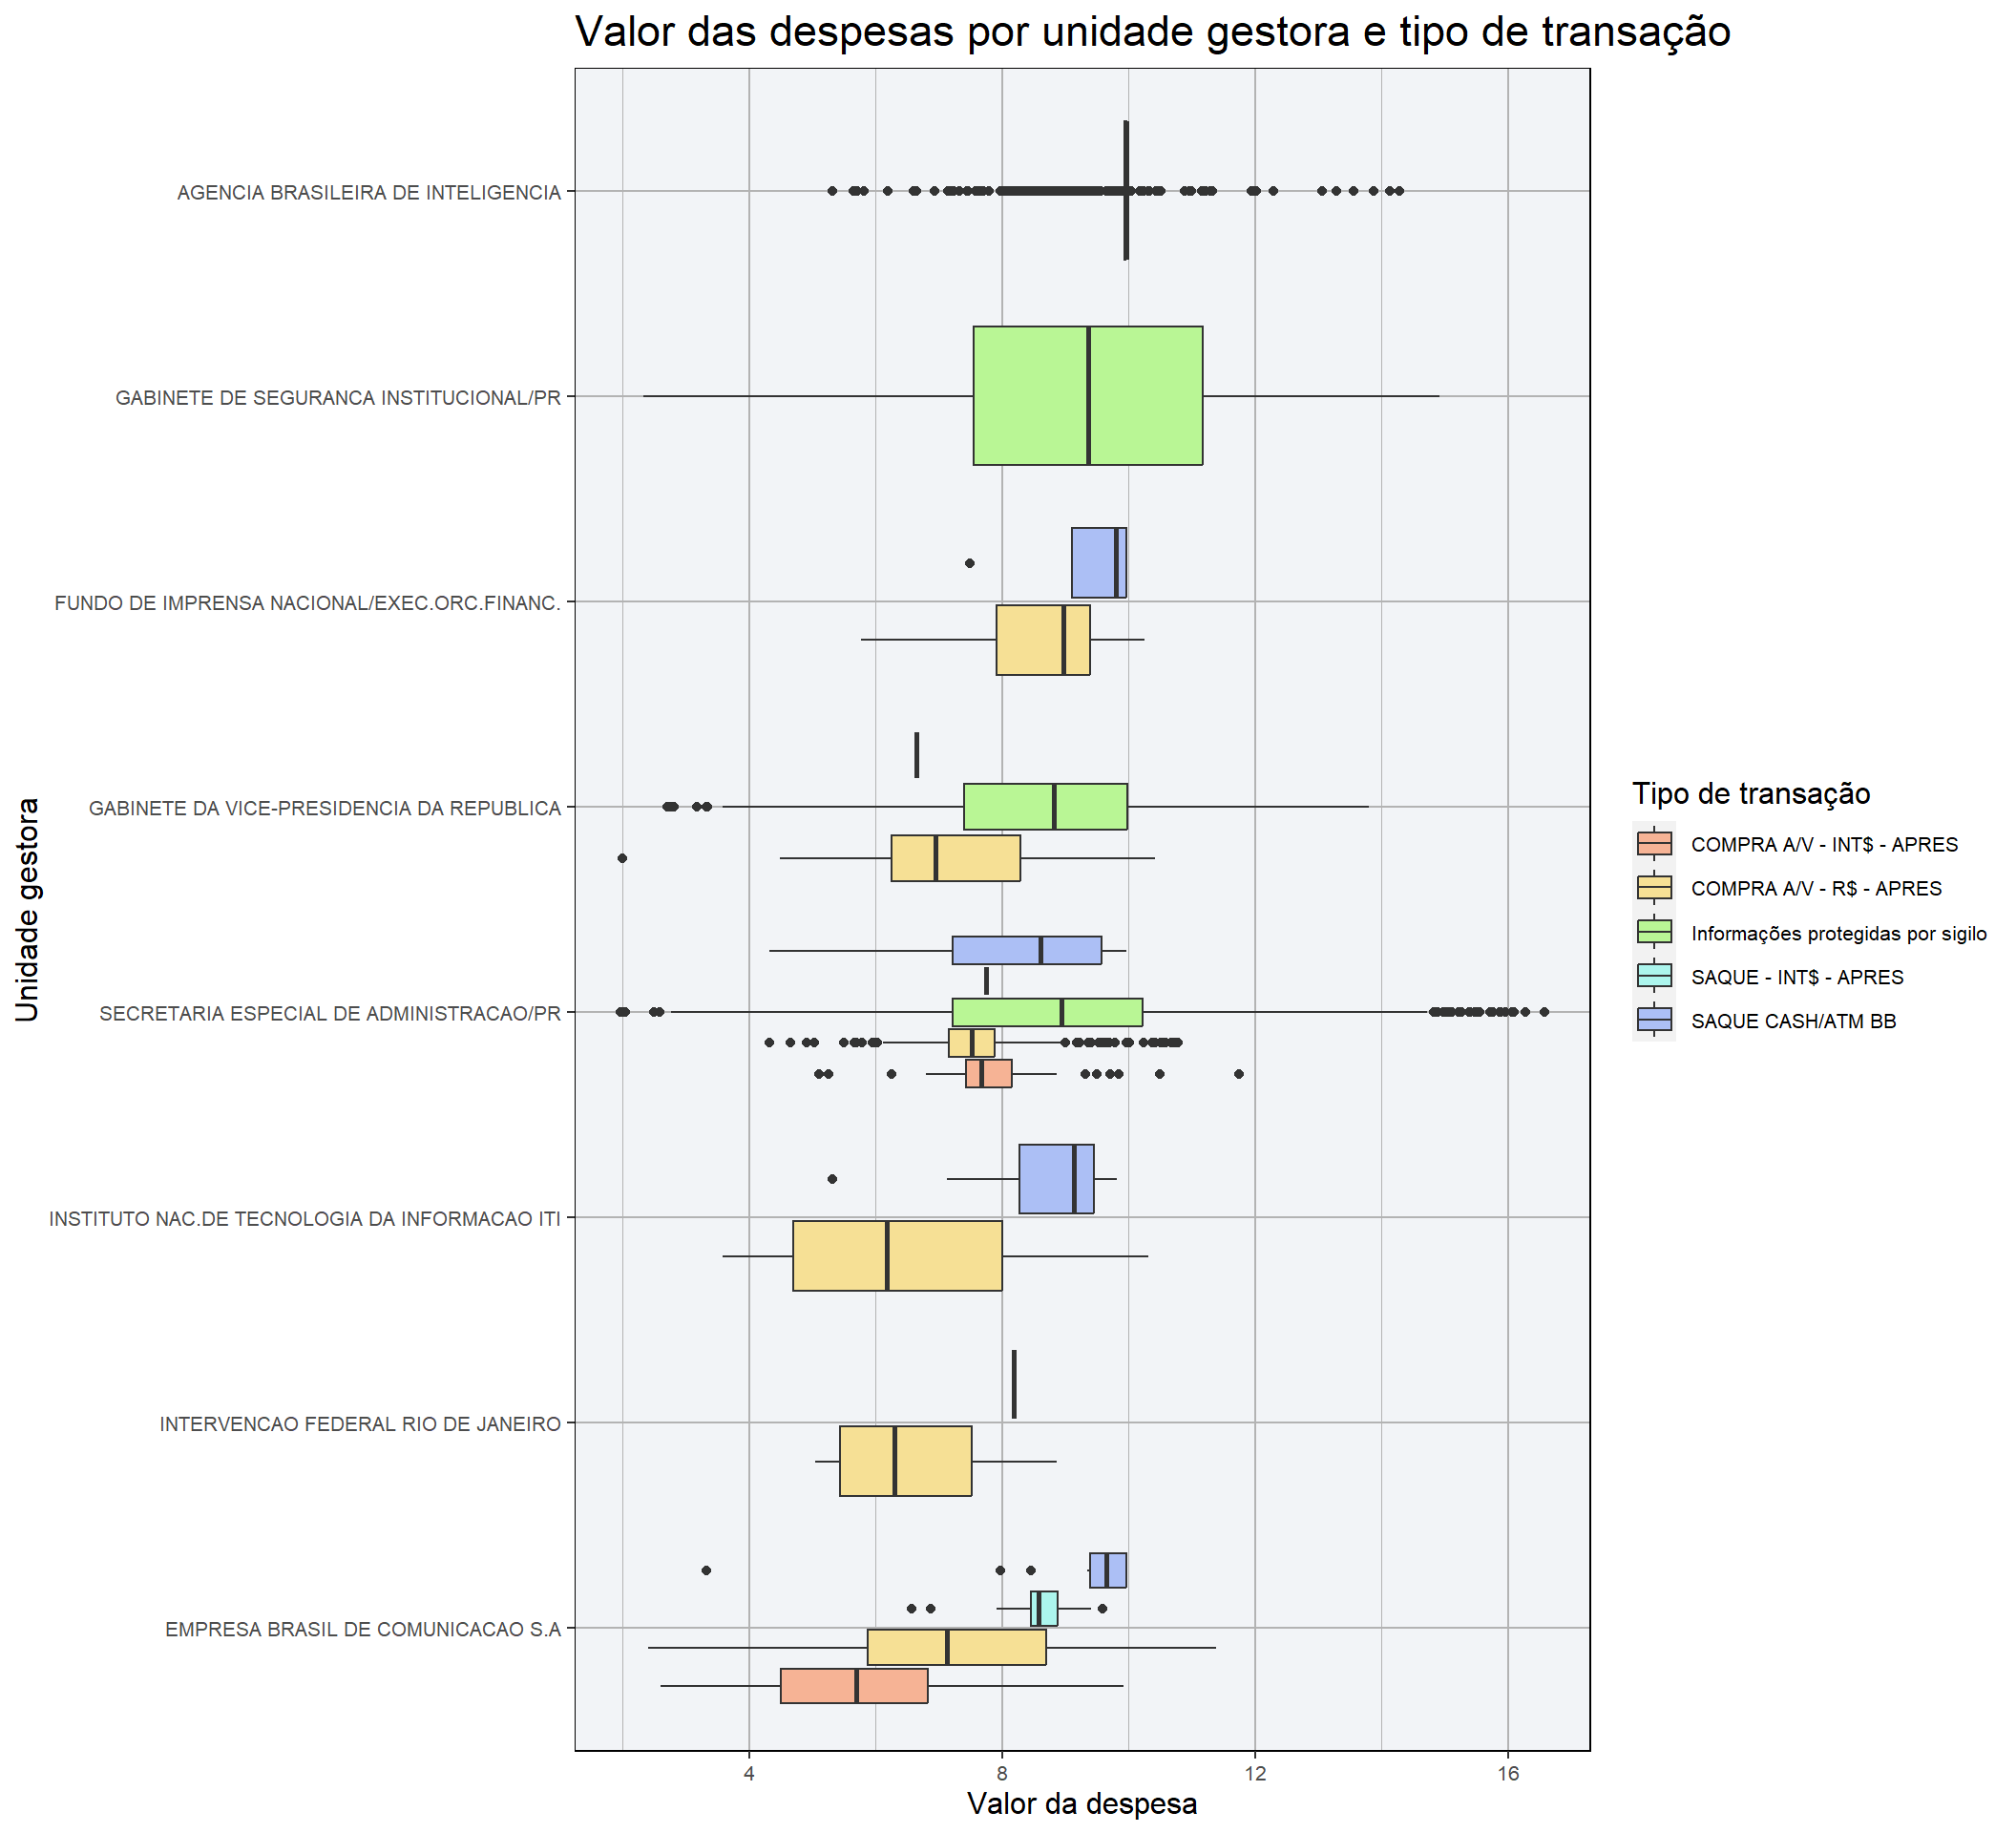 Valor das despesas por unidade gestora e tipo de transação
Unidade gestora
AGENCIA BRASILEIRA DE INTELIGENCIA
GABINETE DE SEGURANCA INSTITUCIONAL/PR
FUNDO DE IMPRENSA NACIONAL/EXEC.ORC.FINANC.
GABINETE DA VICE-PRESIDENCIA DA REPUBLICA
SECRETARIA ESPECIAL DE ADMINISTRACAO/PR
INSTITUTO NAC.DE TECNOLOGIA DA INFORMACAO ITI
INTERVENCAO FEDERAL RIO DE JANEIRO
EMPRESA BRASIL DE COMUNICACAO S.A
4 8 12 16
Valor da despesa
Tipo de transação
COMPRA A/V - INT$ - APRES
COMPRA A/V - R$ - APRES
Informações protegidas por sigilo
SAQUE - INT$ - APRES
SAQUE CASH/ATM BB